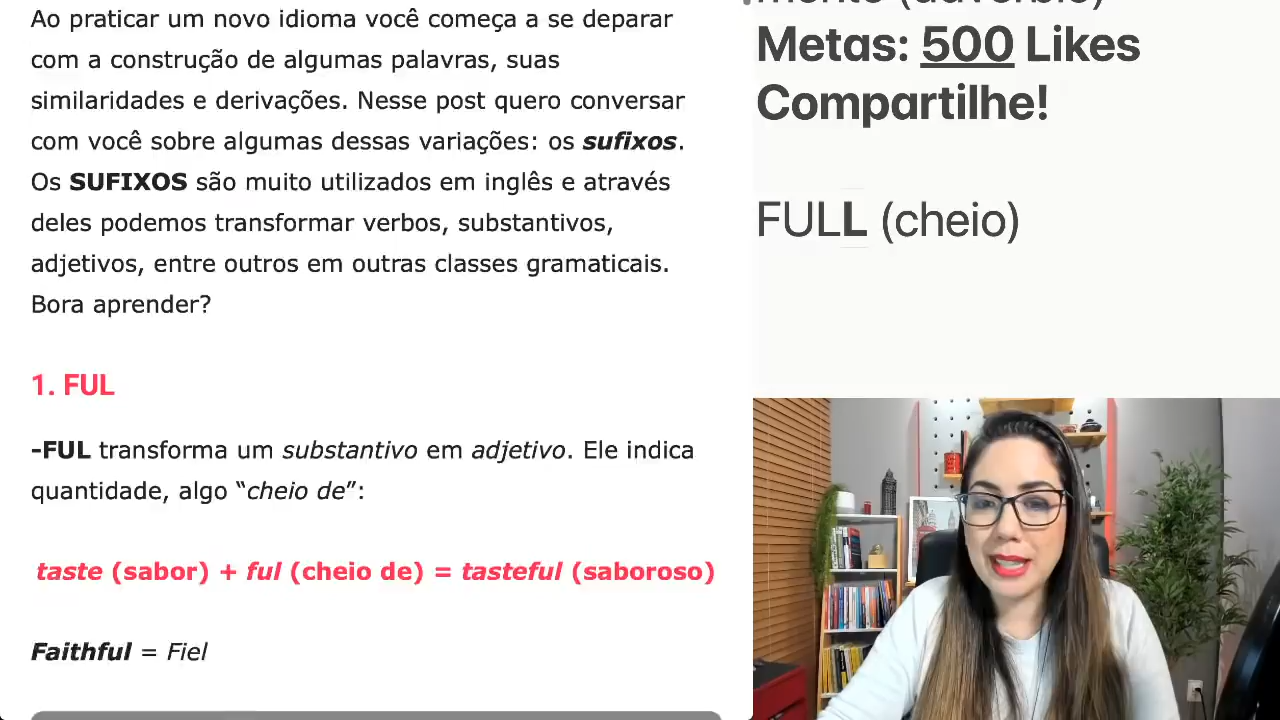 Ao praticar um novo idioma você começa a se deparar
com a construção de algumas palavras, suas
similaridades e derivações. Nesse post quero conversar
com você sobre algumas dessas variações: os sufixos.
Os SUFIXOS são muito utilizados em inglês e através
deles podemos transformar verbos, substantivos,
adjetivos, entre outros em outras classes gramaticais.
Bora aprender?
1. FUL
-FUL transforma um substantivo em adjetivo. Ele indica
quantidade, algo “cheio de”:
taste (sabor) + ful (cheio de) = tasteful (saboroso)
Faithful = Fiel
Metas: 500 Likes
Compartilhe!
FULL (cheio)